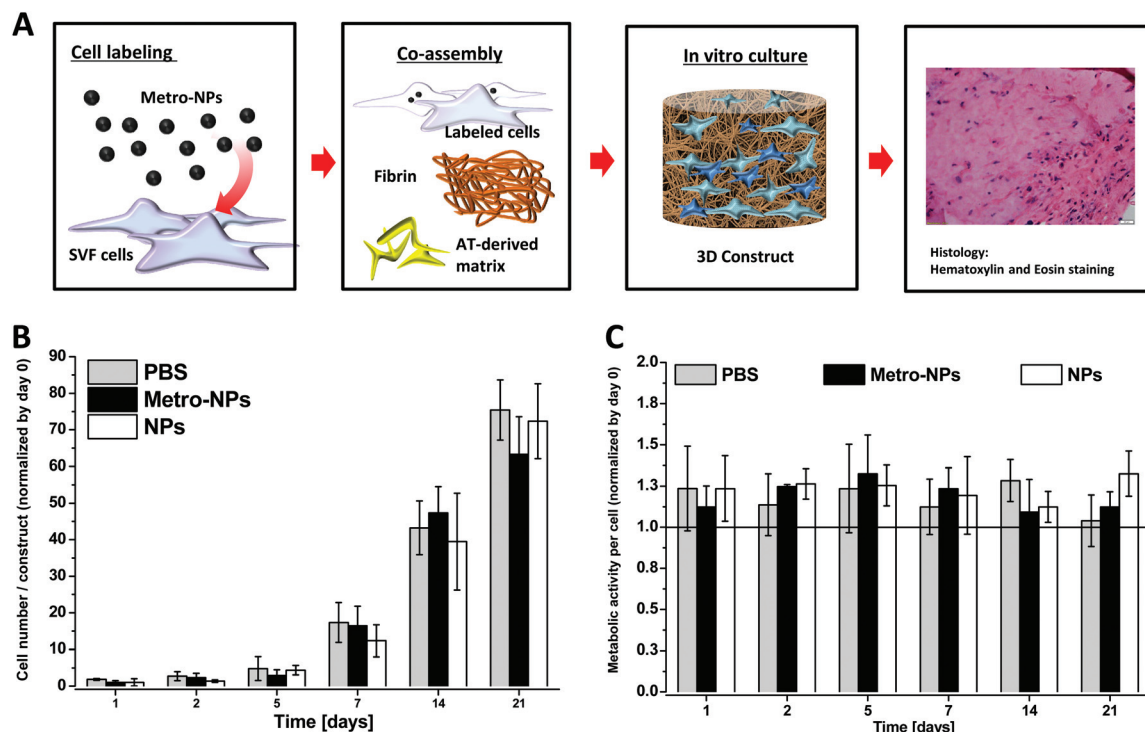 A
Cell labeling
Metro-NPs
SVF cells
Co-assembly
Labeled cells
Fibrin
AT-derived
matrix
In vitro culture
3D Construct
Histology:
Hematoxylin and Eosin staining
B
Cell number / construct (normalized by day 0)
90
80
70
60
50
40
30
20
10
0
PBS
Metro-NPs
NPs
1 2 5 7 14 21
Time [days]
C
Metabolic activity per cell (normalized by day 0)
2.0
1.8
1.5
1.3
1.0
0.8
0.5
0.3
0.0
PBS Metro-NPs NPs
1 2 5 7 14 21
Time [days]